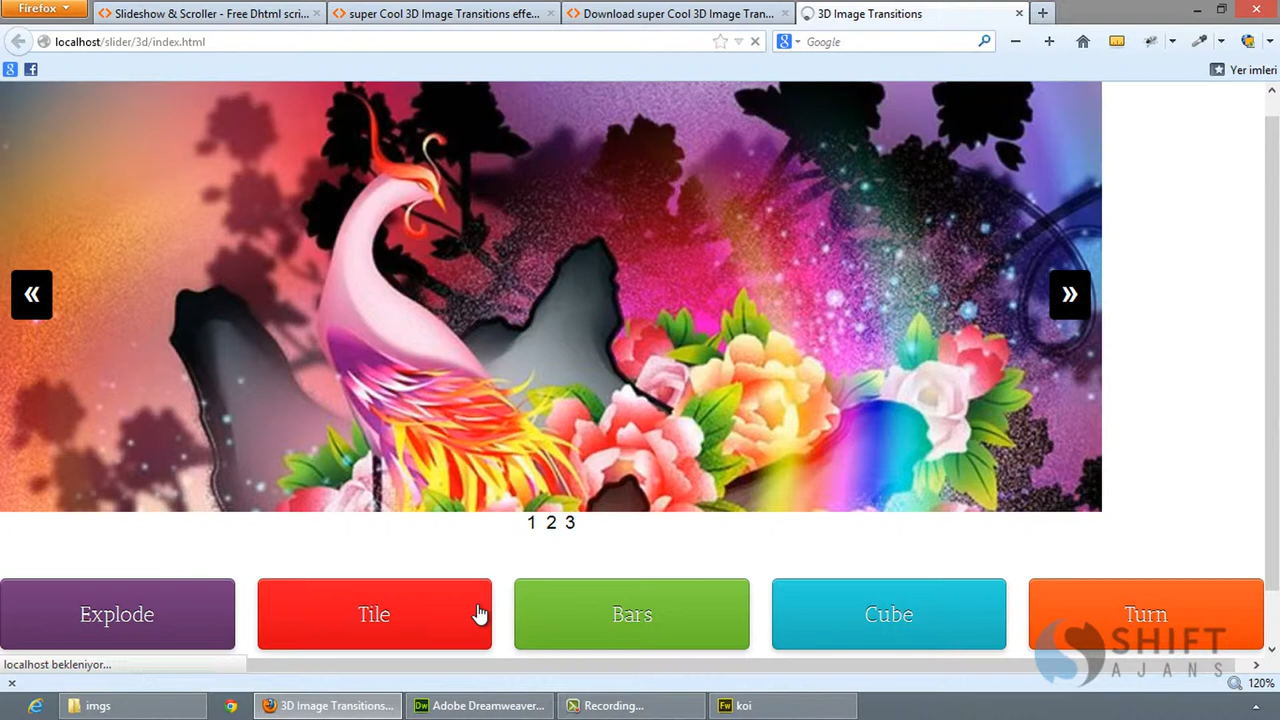 Firefox
Slideshow & Scroller - Free Dhtml scri...
super Cool 3D Image Transitions effe...
Download super Cool 3D Image Tran...
3D Image Transitions
localhost/slider/3d/index.html
Google
Yer imleri
«
»
1 2 3
Explode
Tile
Bars
Cube
Turn
SHIFT
AJANS
localhost bekleniyor...
120%
imgs
3D Image Transitions...
Adobe Dreamweaver...
Recording...
koi